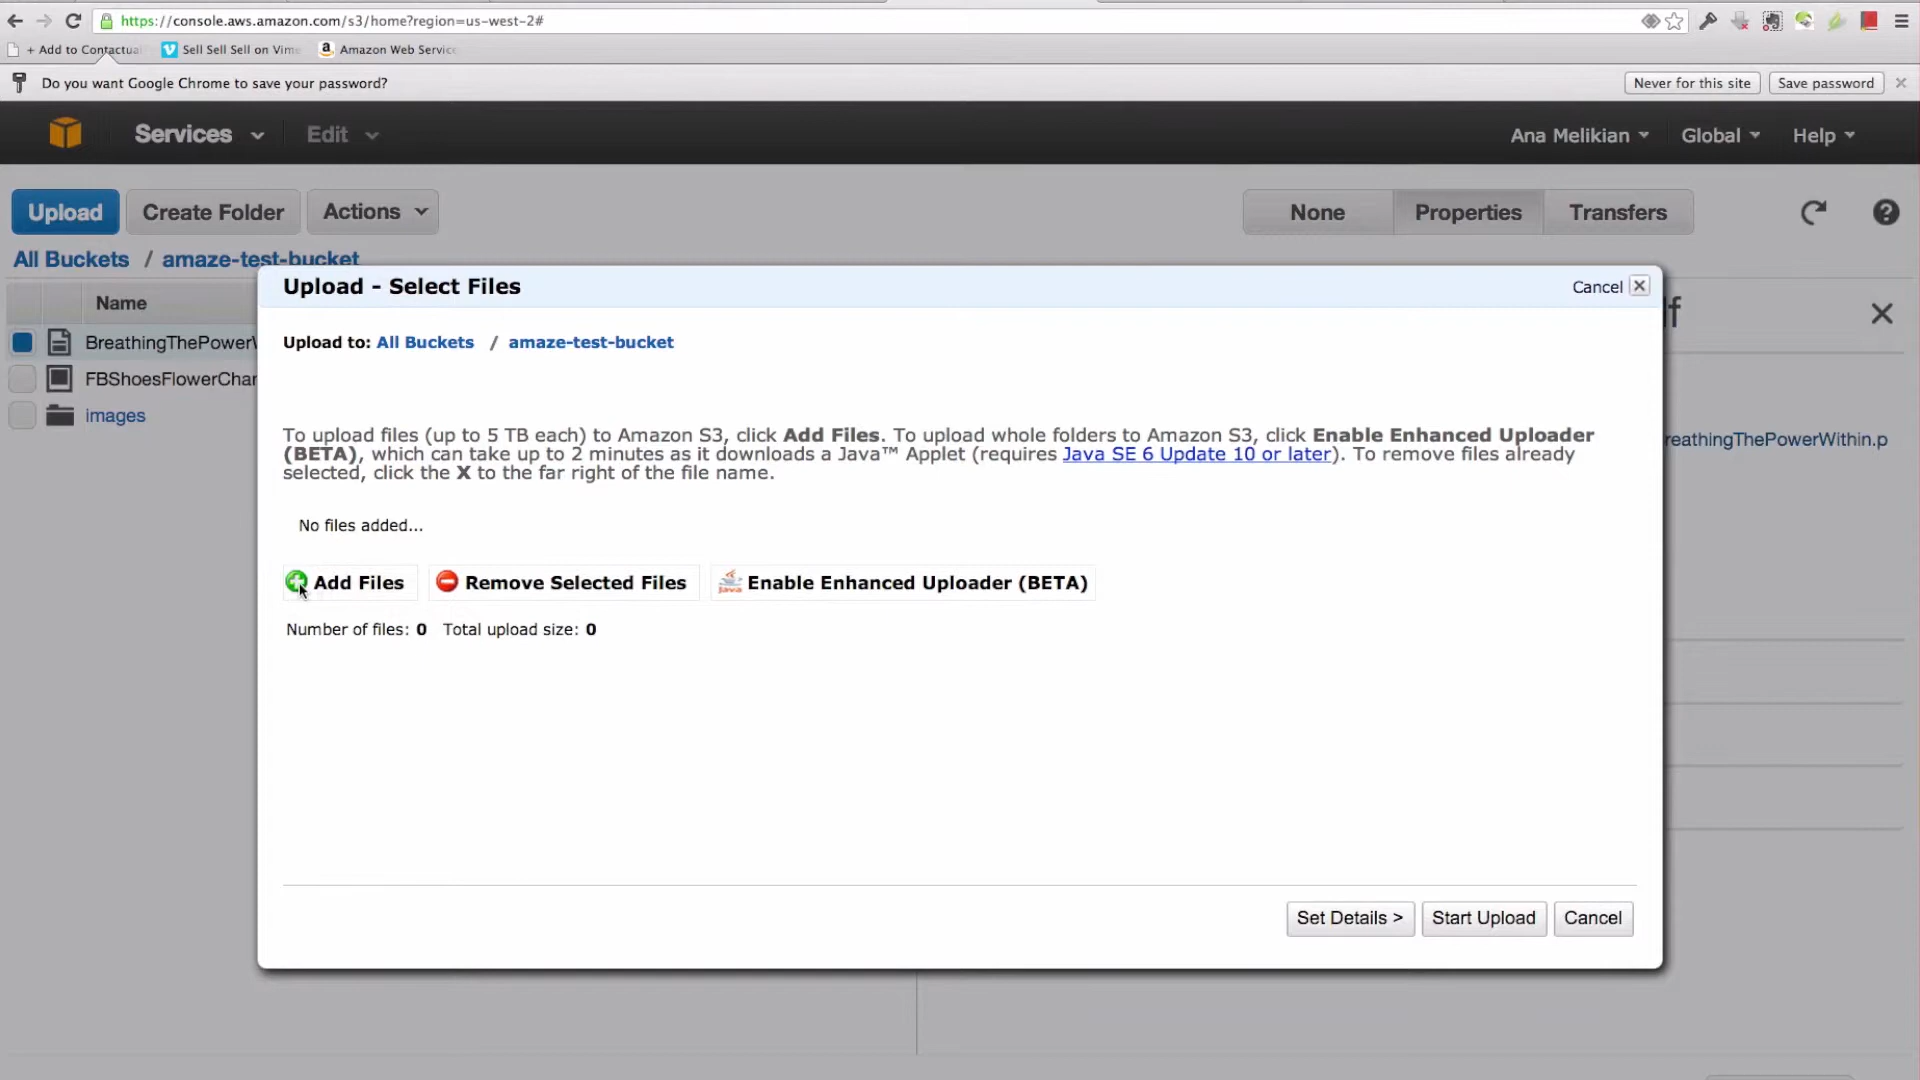 https://console.aws.amazon.com/s3/home?region=us-west-2#
+ Add to Contactua
Sell Sell Sell on Vime
Amazon Web Service
Do you want Google Chrome to save your password?
Never for this site
Save password
Services
Edit
Ana Melikian
Global
Help
Upload
Create Folder
Actions
None
Properties
Transfers
All Buckets / amaze-test-bucket
Upload - Select Files
Cancel
Name
Upload to: All Buckets / amaze-test-bucket
BreathingThePowerW
FBShoesFlowerChar
images
To upload files (up to 5 TB each) to Amazon S3, click Add Files. To upload whole folders to Amazon S3, click Enable Enhanced Uploader
(BETA), which can take up to 2 minutes as it downloads a Java™ Applet (requires Java SE 6 Update 10 or later). To remove files already
selected, click the X to the far right of the file name.
reathingThePowerWithin.p
No files added...
Add Files
Remove Selected Files
Enable Enhanced Uploader (BETA)
Number of files: 0 Total upload size: 0
Set Details >
Start Upload
Cancel